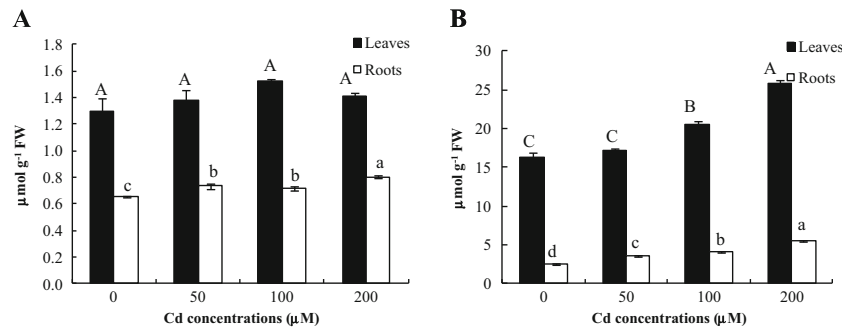 A
μmol g-1 FW
1.8
1.6
1.4
1.2
1.0
0.8
0.6
0.4
0.2
0.0
Leaves
Roots
A
A
A
A
c
b
b
a
0
50
100
200
Cd concentrations (μM)
B
μmol g-1 FW
30
25
20
15
10
5
0
Leaves
Roots
C
C
B
A
d
c
b
a
0
50
100
200
Cd concentrations (μM)